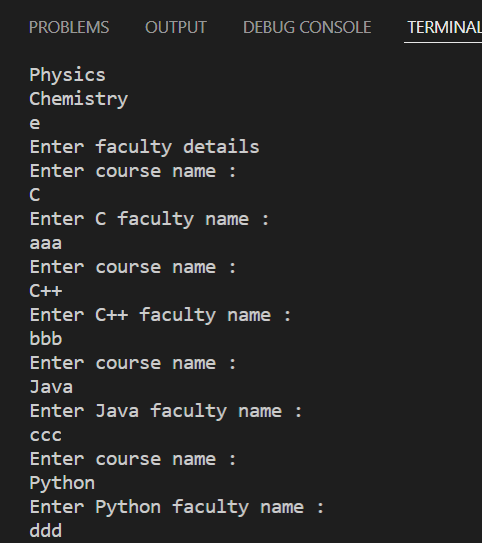 PROBLEMS OUTPUT DEBUG CONSOLE TERMINAL
Physics
Chemistry
e
Enter faculty details
Enter course name :
C
Enter C faculty name :
aaa
Enter course name :
C++
Enter C++ faculty name :
bbb
Enter course name :
Java
Enter Java faculty name :
ccc
Enter course name :
Python
Enter Python faculty name :
ddd